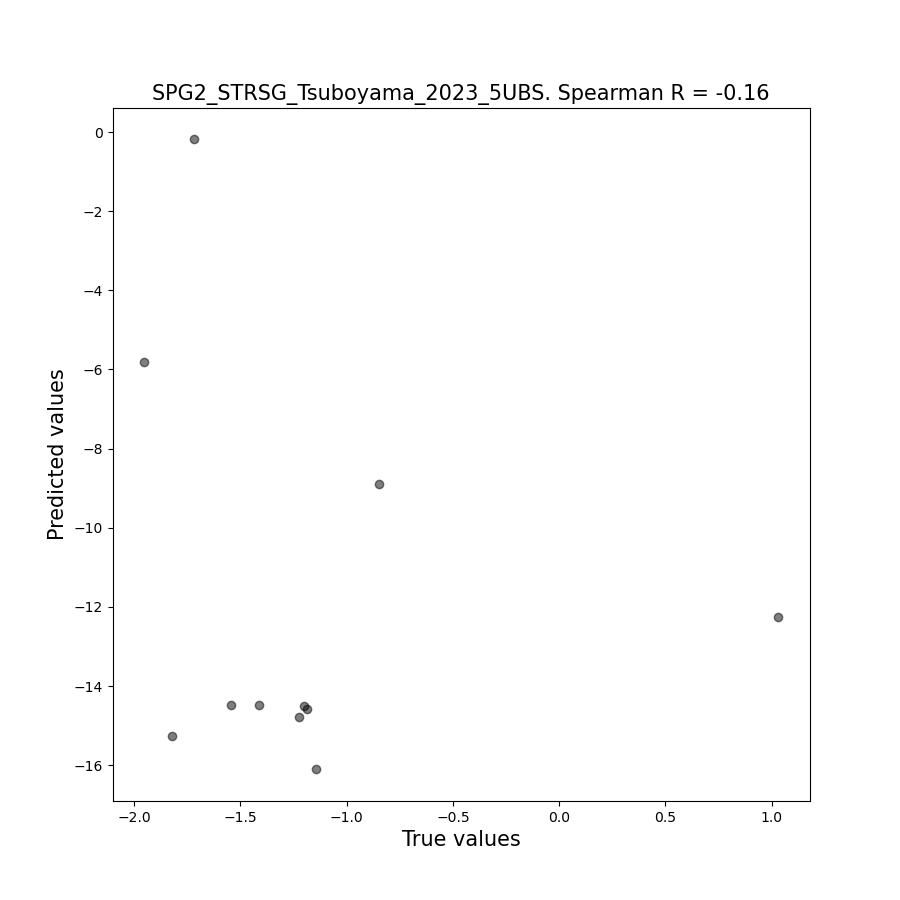 SPG2_STRSG_Tsuboyama_2023_5UBS. Spearman R = -0.16
Predicted values
0
−2
−4
−6
−8
−10
−12
−14
−16
−2.0 −1.5 −1.0 −0.5 0.0 0.5 1.0
True values